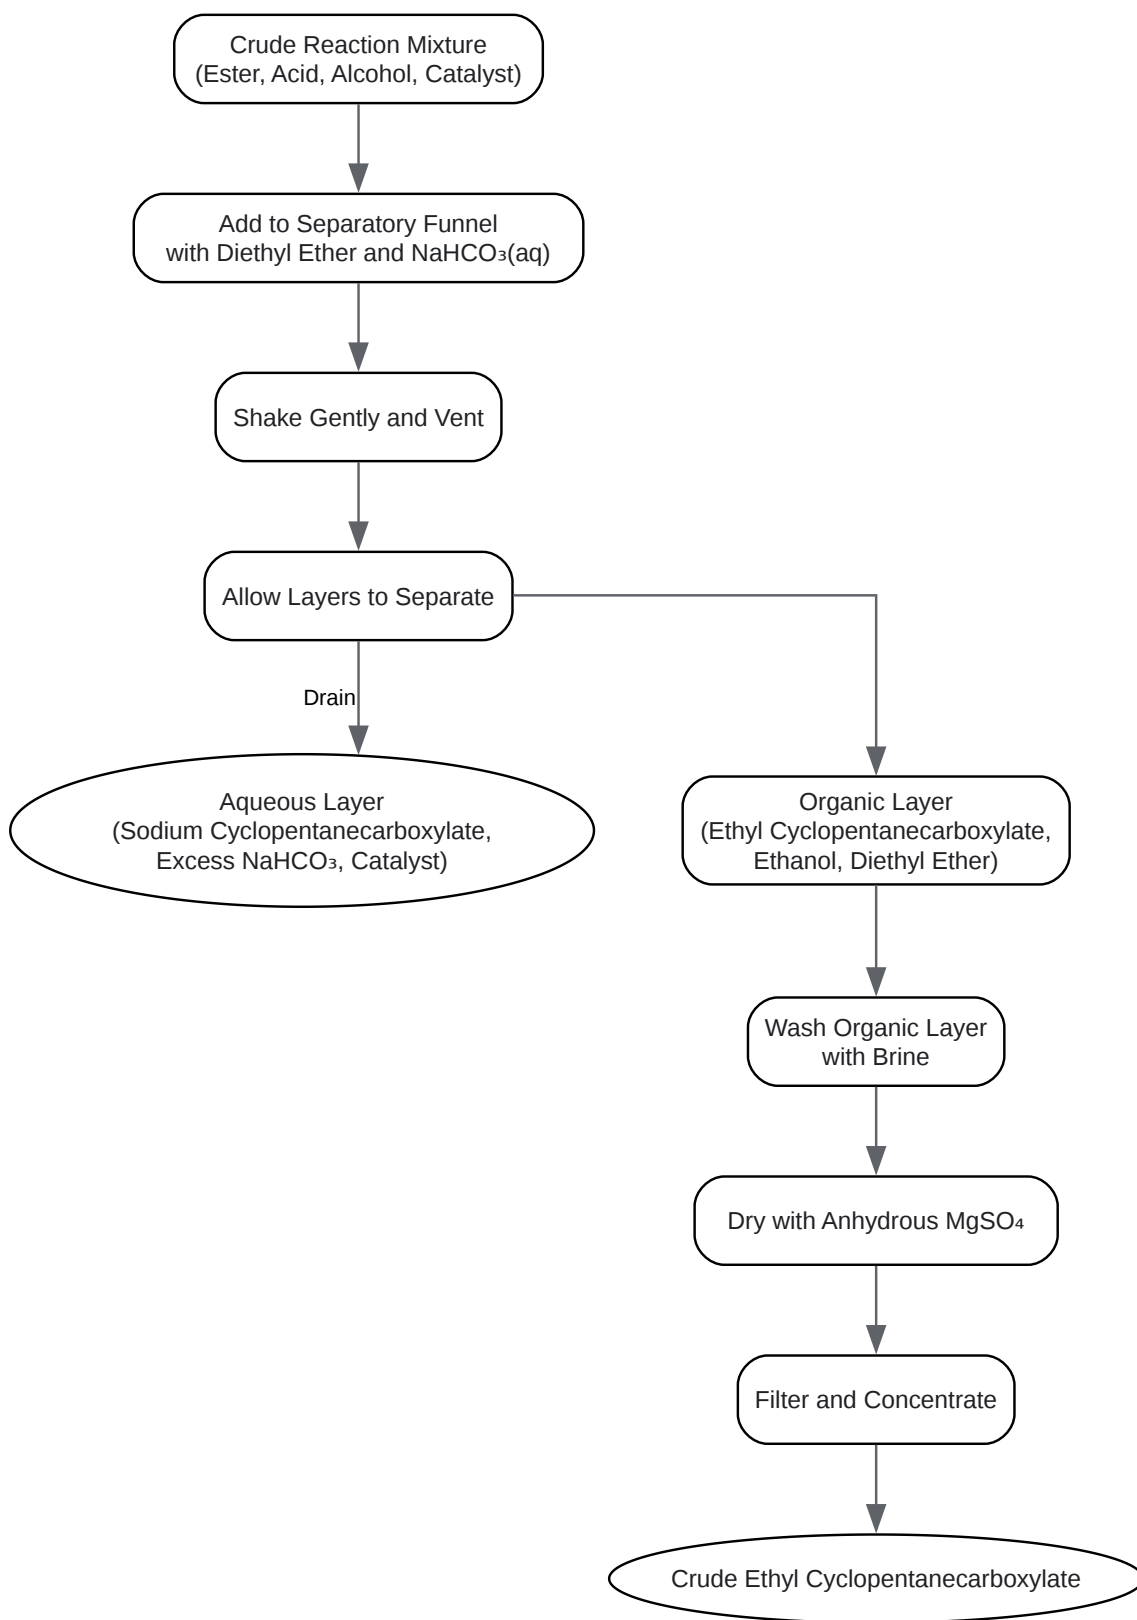 Crude Reaction Mixture
(Ester, Acid, Alcohol, Catalyst)
Add to Separatory Funnel
with Diethyl Ether and NaHCO₃(aq)
Shake Gently and Vent
Allow Layers to Separate
Drain
Aqueous Layer
(Sodium Cyclopentanecarboxylate,
Excess NaHCO₃, Catalyst)
Organic Layer
(Ethyl Cyclopentanecarboxylate,
Ethanol, Diethyl Ether)
Wash Organic Layer
with Brine
Dry with Anhydrous MgSO₄
Filter and Concentrate
Crude Ethyl Cyclopentanecarboxylate